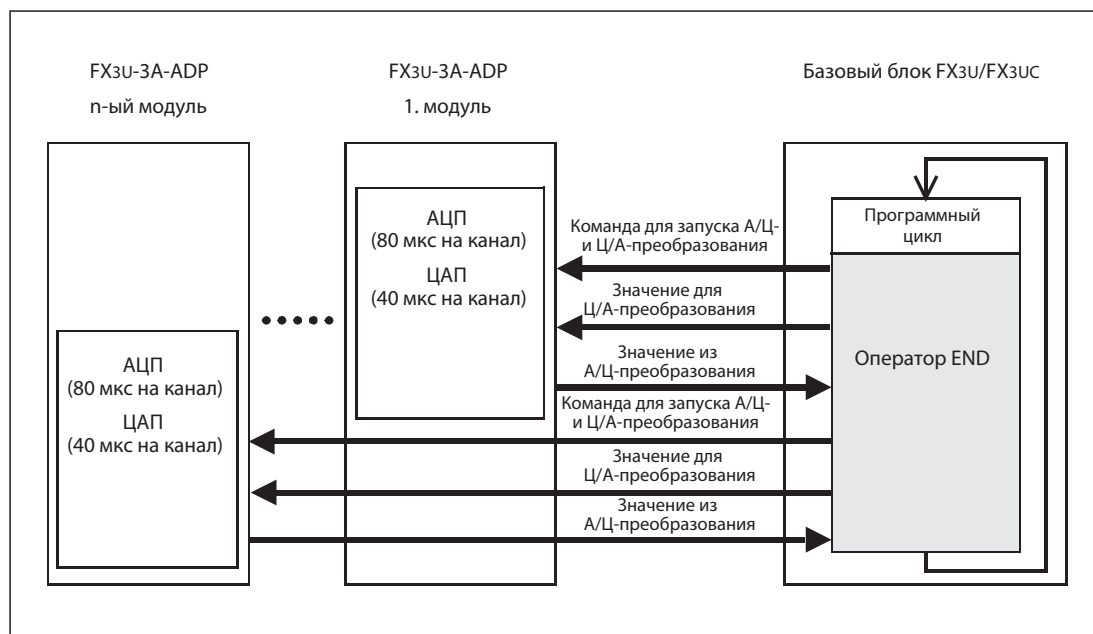 FX3U-3A-ADP
n-ый модуль
FX3U-3A-ADP
1. модуль
Базовый блок FX3U/FX3UC
АЦП
(80 мкс на канал)
ЦАП
(40 мкс на канал)
АЦП
(80 мкс на канал)
ЦАП
(40 мкс на канал)
Команда для запуска А/Ц-
и Ц/А-преобразования
Значение для
Ц/А-преобразования
Значение из
А/Ц-преобразования
Команда для запуска А/Ц-
и Ц/А-преобразования
Значение для
Ц/А-преобразования
Значение из
А/Ц-преобразования
Программный
цикл
Оператор END